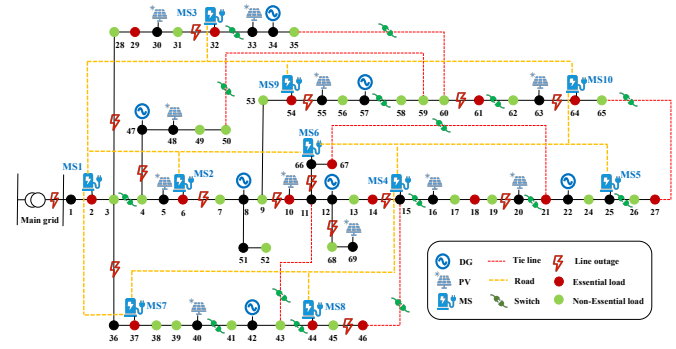 MS3
28 29 30 31 32 33 34 35
MS9 MS10
53 54 55 56 57 58 59 60 61 62 63 64 65
47 48 49 50
MS6
66 67
MS1 MS2 MS4 MS5
Main grid
1 2 3 4 5 6 7 8 9 10 11 12 13 14 15 16 17 18 19 20 21 22 24 25 26 27
51 52 68 69
MS7 MS8
36 37 38 39 40 41 42 43 44 45 46
DG Tie line Line outage
PV Road Essential load
MS Switch Non-Essential load